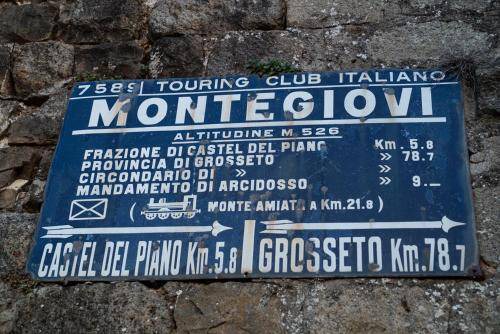 7589 TOURING CLUB ITALIANO
MONTEGIOVI
ALTITUDINE M. 526
FRAZIONE DI CASTEL DEL PIANO Km. 5.8
PROVINCIA DI GROSSETO » 78.7
CIRCONDARIO DI » »
MANDAMENTO DI ARCIDOSSO » 9.—
( MONTE AMIATA A Km. 21.8 )
CASTEL DEL PIANO Km. 5.8 GROSSETO Km. 78.7